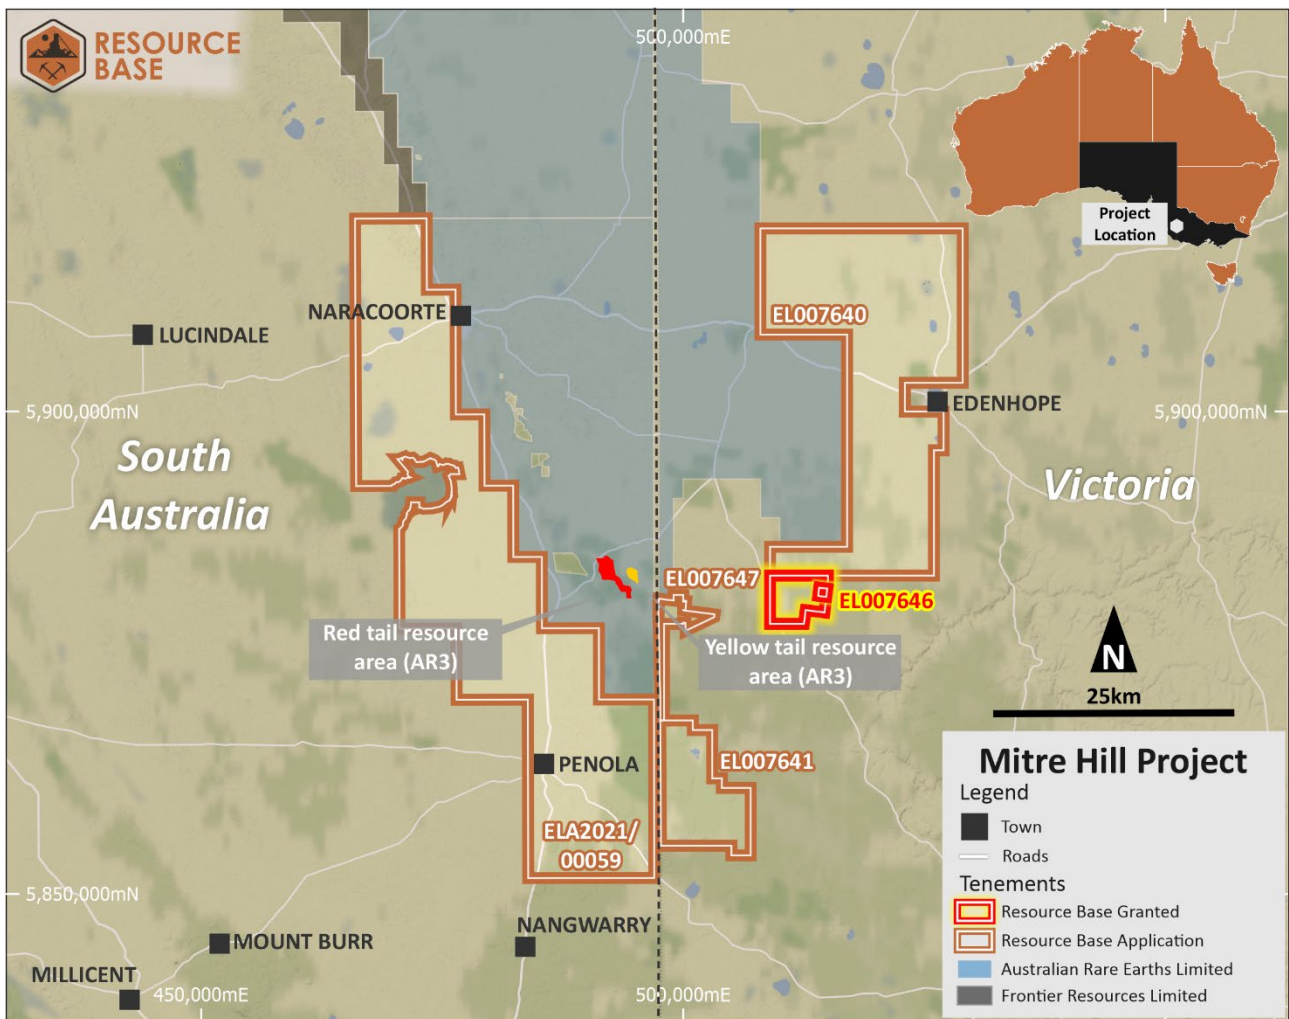 RESOURCE
BASE
500,000mE
Project
Location
NARACOORTE
LUCINDALE
EL007640
EDENHOPE
5,900,000mN
5,900,000mN
South
Australia
Victoria
EL007647
EL007646
Red tail resource
area (AR3)
Yellow tail resource
area (AR3)
N
25km
PENOLA
EL007641
ELA2021/
00059
5,850,000mN
NANGWARRY
MOUNT BURR
MILLICENT
450,000mE
500,000mE
Mitre Hill Project
Legend
Town
Roads
Tenements
Resource Base Granted
Resource Base Application
Australian Rare Earths Limited
Frontier Resources Limited